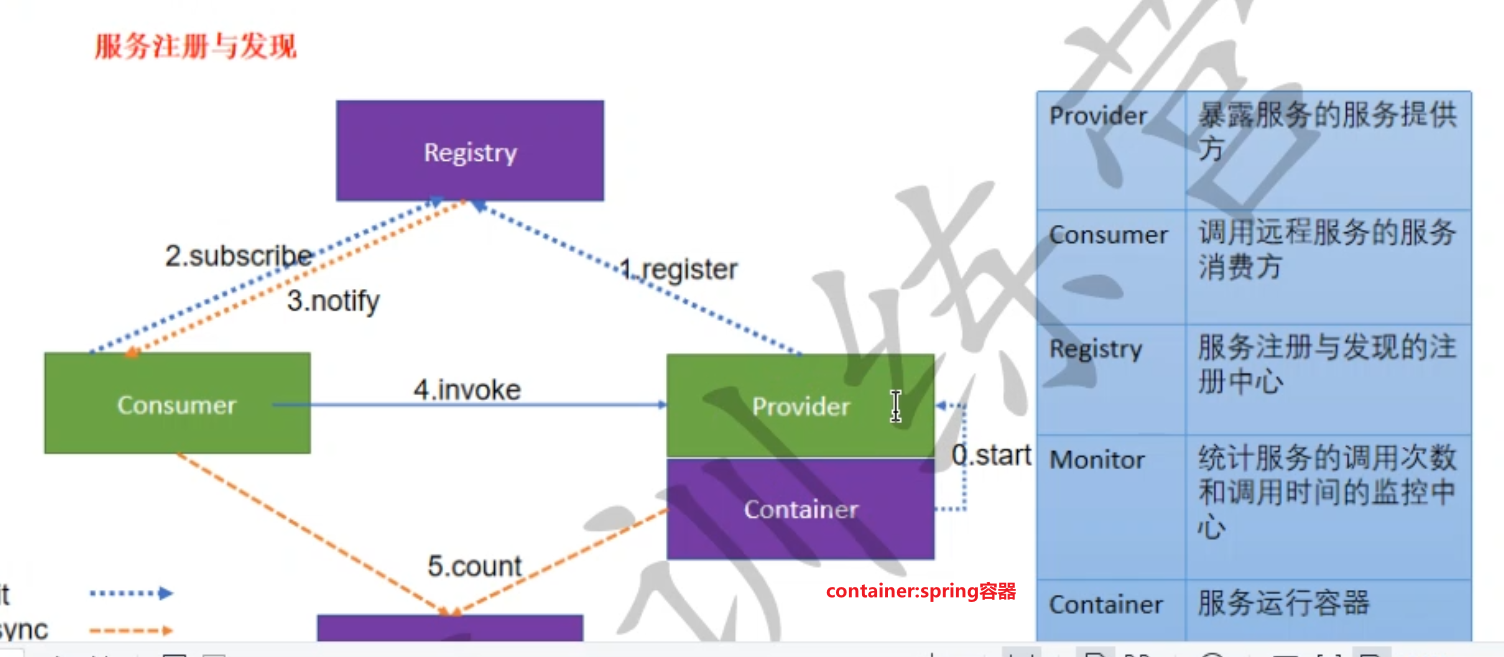 服务注册与发现
Registry
2.subscribe
1.register
3.notify
Consumer
4.invoke
Provider
0.start
Container
5.count
container:spring容器
Provider
暴露服务的服务提供
方
Consumer
调用远程服务的服务
消费方
Registry
服务注册与发现的注
册中心
Monitor
统计服务的调用次数
和调用时间的监控中
心
Container
服务运行容器
训练营